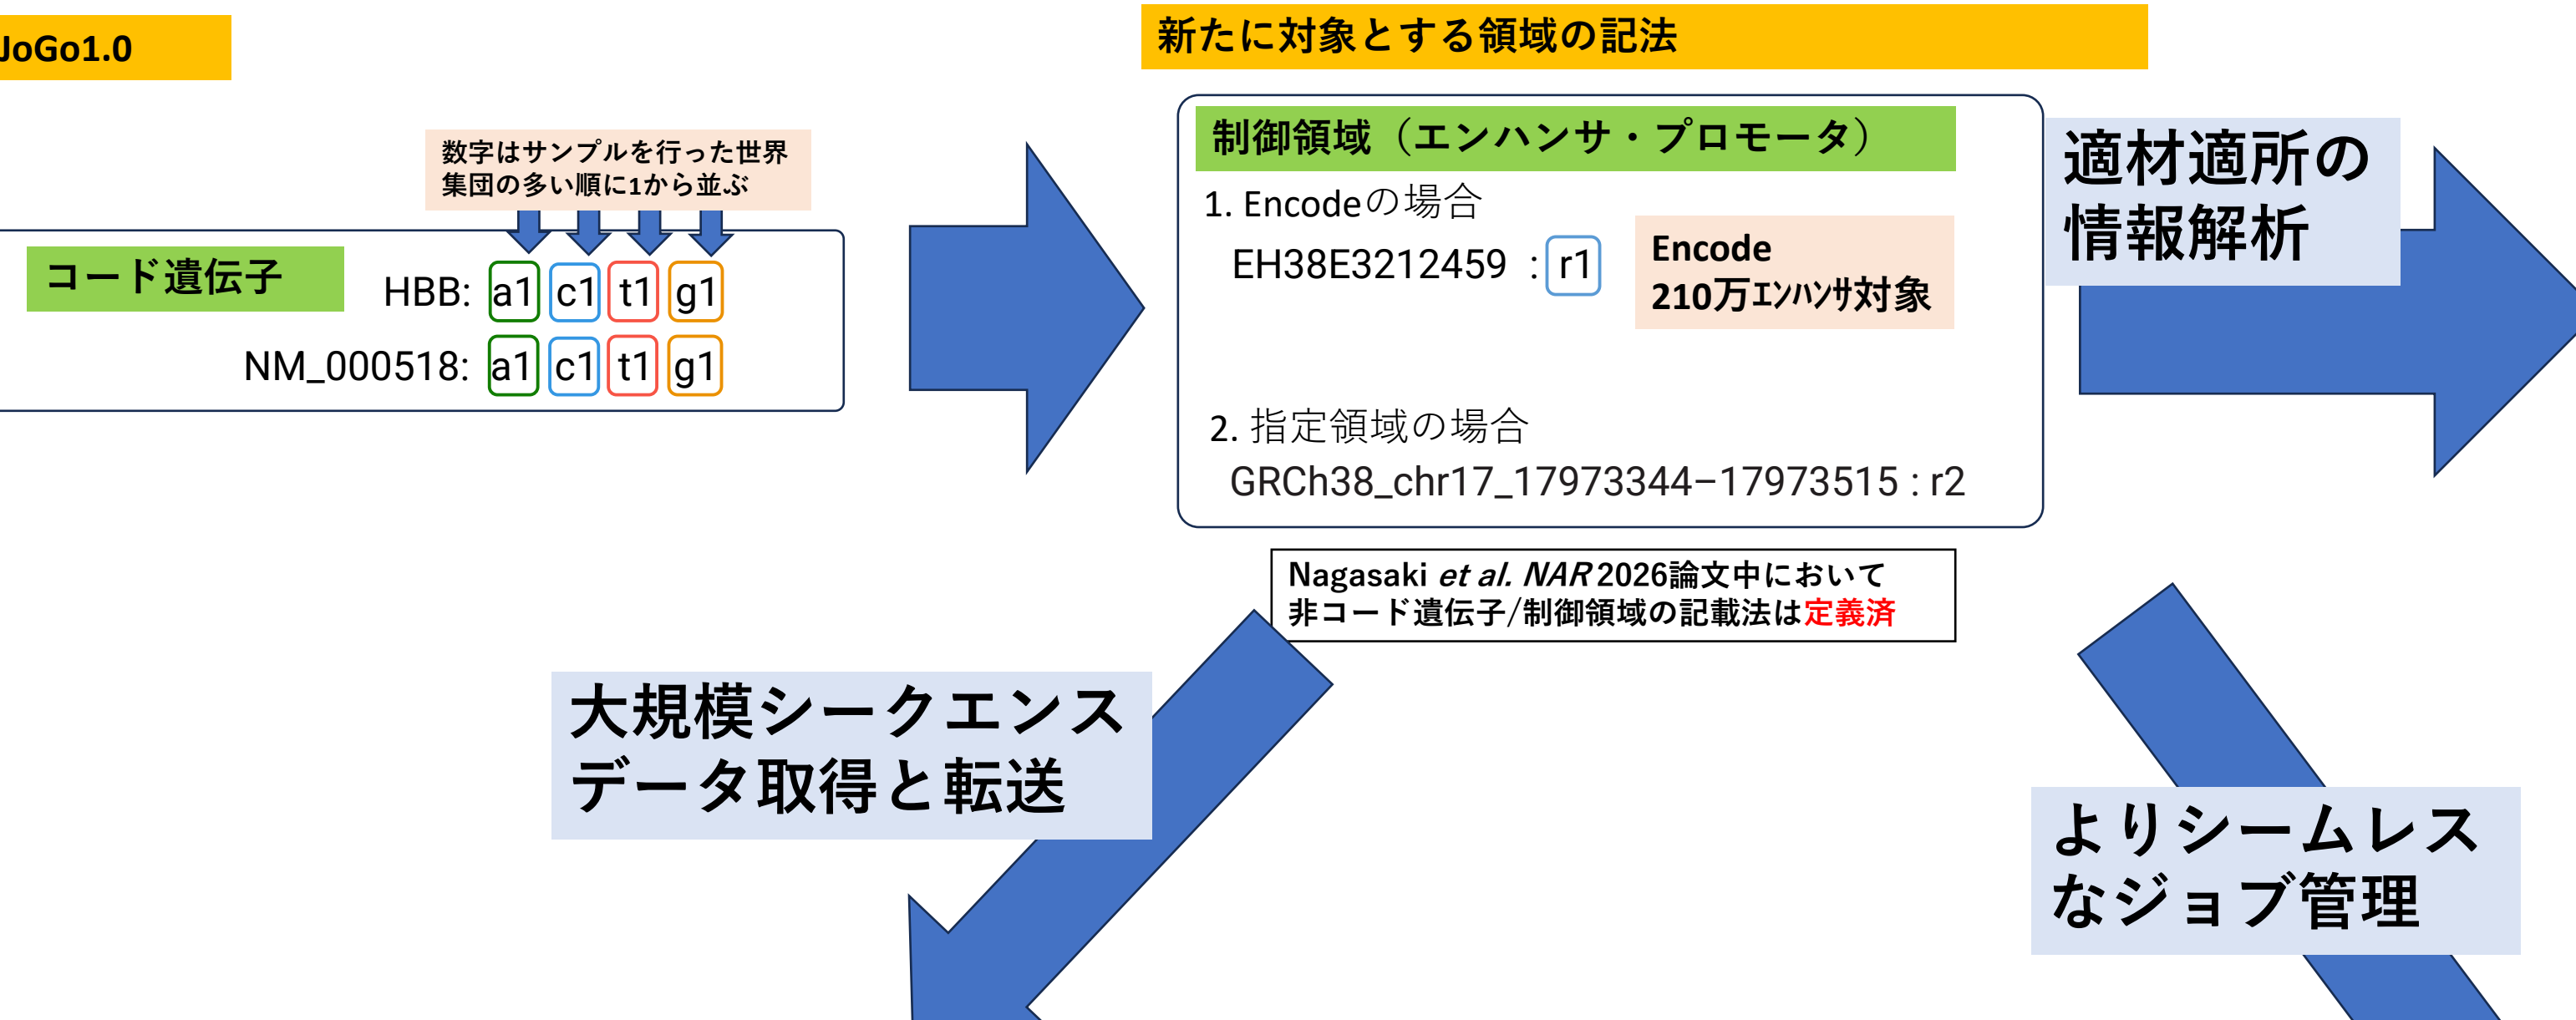 JoGo1.0
数字はサンプルを行った世界
集団の多い順に1から並ぶ
コード遺伝子
HBB: a1 c1 t1 g1
NM_000518: a1 c1 t1 g1
新たに対象とする領域の記法
制御領域（エンハンサ・プロモータ）
1. Encodeの場合
EH38E3212459 : r1
Encode
210万ｴﾝﾊﾝｻ対象
2. 指定領域の場合
GRCh38_chr17_17973344–17973515 : r2
Nagasaki et al. NAR 2026論文中において
非コード遺伝子/制御領域の記載法は定義済
適材適所の
情報解析
大規模シークエンス
データ取得と転送
よりシームレス
なジョブ管理